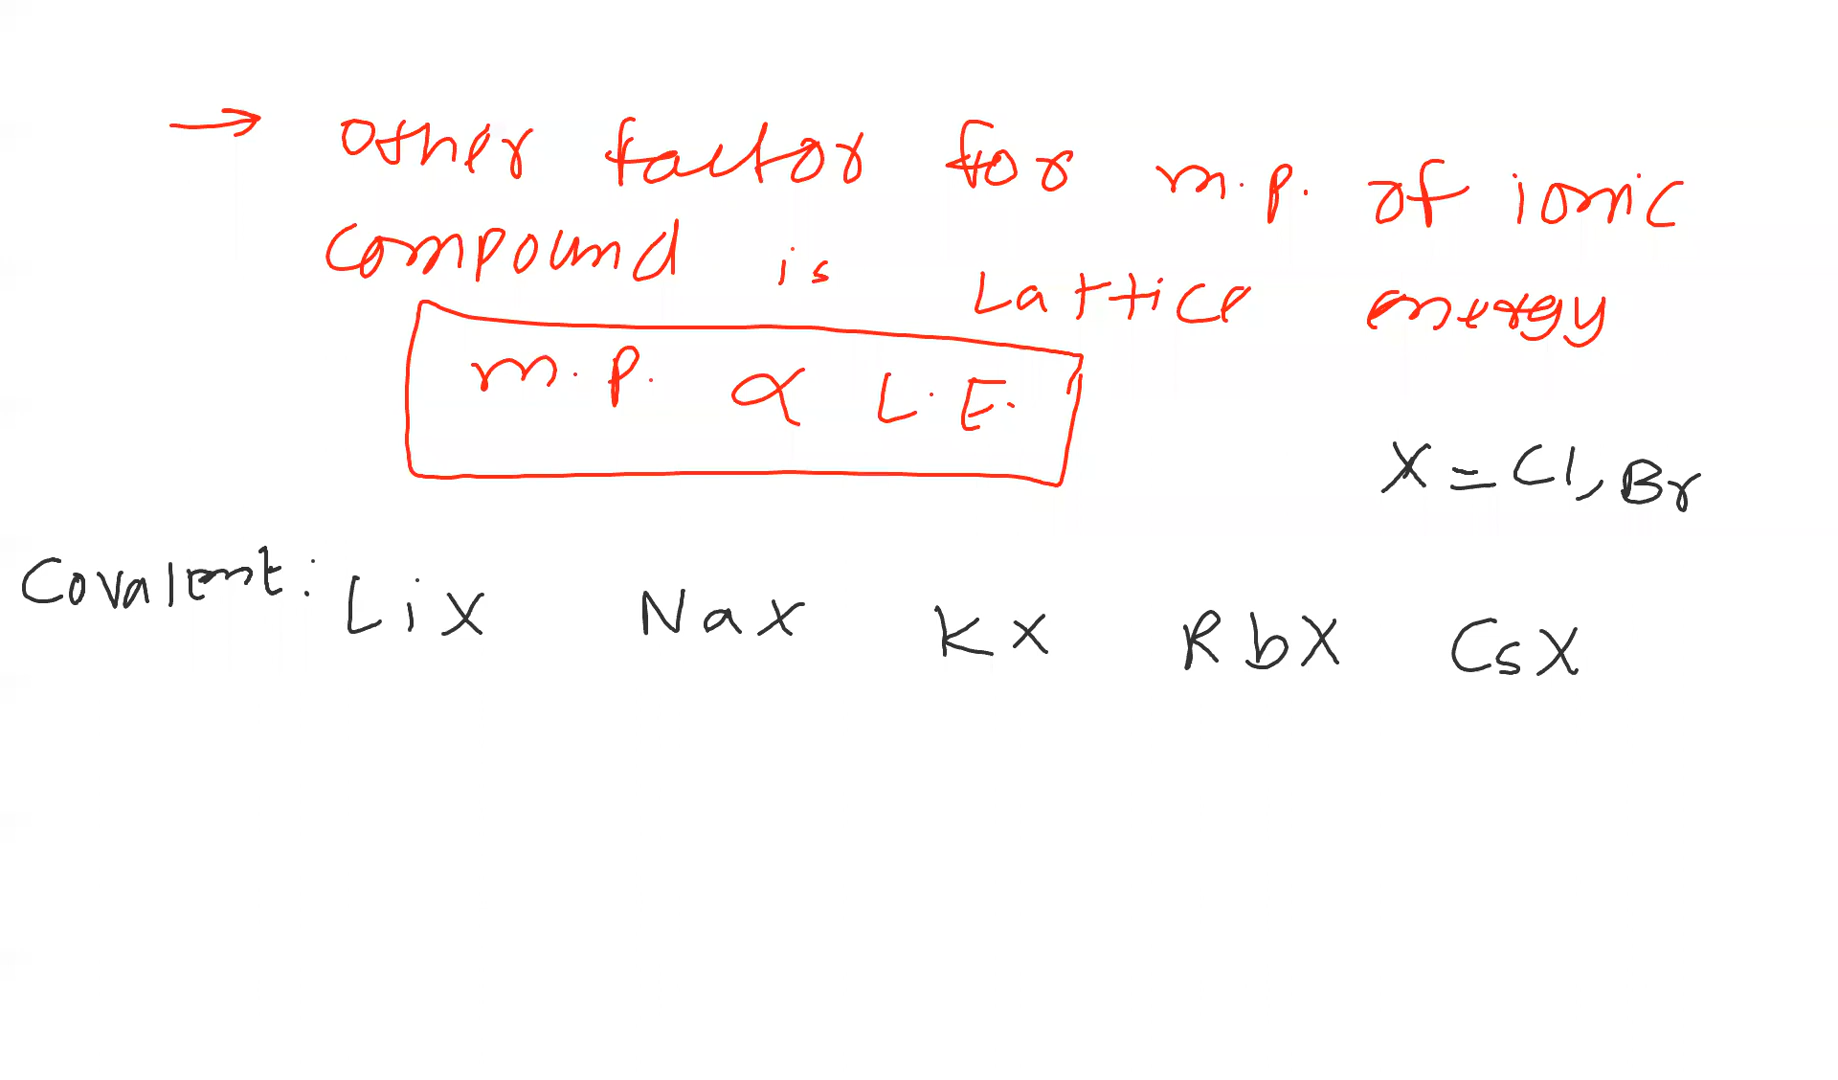 → other factor for m.p. of ionic
compound is Lattice energy
m.p. ∝ L.E.
X = Cl, Br
Covalent: LiX NaX KX RbX CsX